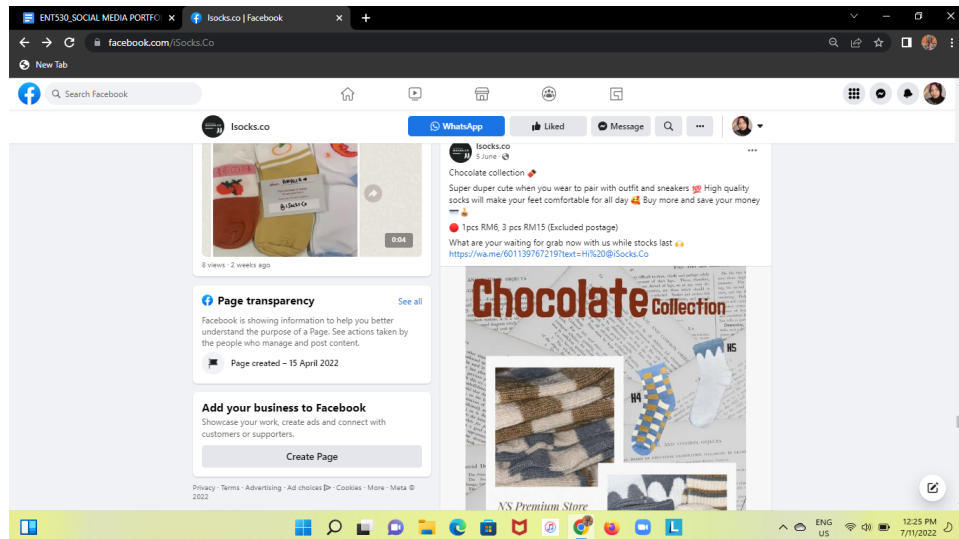 ENT530_SOCIAL MEDIA PORTFO
Isocks.co | Facebook
facebook.com/iSocks.Co
New Tab
Search Facebook
Isocks.co
WhatsApp
Liked
Message
0:04
8 views · 2 weeks ago
Page transparency
See all
Facebook is showing information to help you better
understand the purpose of a Page. See actions taken by
the people who manage and post content.
Page created – 15 April 2022
Add your business to Facebook
Showcase your work, create ads and connect with
customers or supporters.
Create Page
Privacy · Terms · Advertising · Ad choices · Cookies · More · Meta ©
2022
Isocks.co
5 June
Chocolate collection 🍫
Super duper cute when you wear to pair with outfit and sneakers 💯 High quality
socks will make your feet comfortable for all day 🥰 Buy more and save your money
🔴 1pcs RM6, 3 pcs RM15 (Excluded postage)
What are your waiting for grab now with us while stocks last 🙌
https://wa.me/601139767219?text=Hi%20@iSocks.Co
Chocolate Collection
H5
H4
N'S Premium Store
ENG
US
12:25 PM
7/11/2022